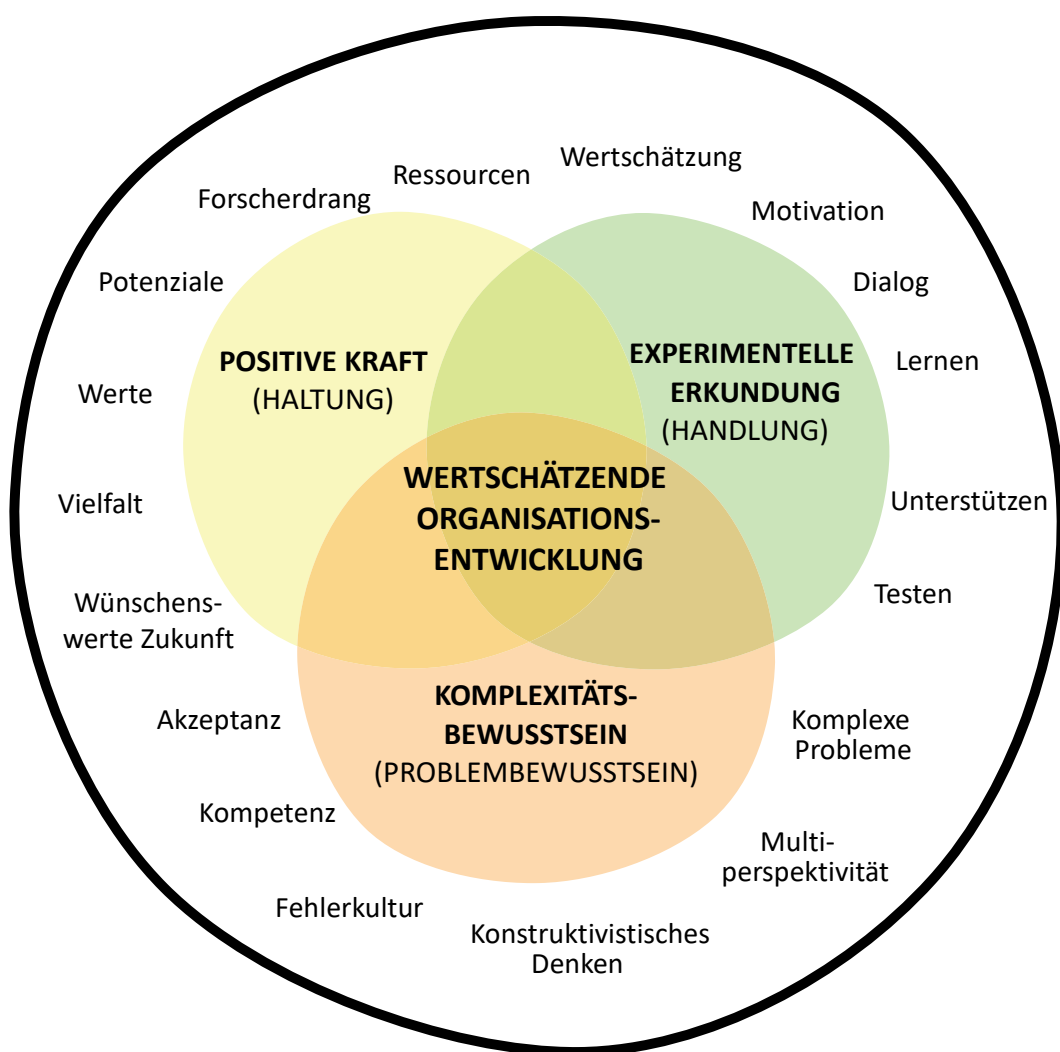 Wertschätzung
Ressourcen
Forscherdrang
Motivation
Potenziale
Dialog
POSITIVE KRAFT
(HALTUNG)
EXPERIMENTELLE
ERKUNDUNG
(HANDLUNG)
Lernen
Werte
WERTSCHÄTZENDE
ORGANISATIONS-
ENTWICKLUNG
Vielfalt
Unterstützen
Wünschens-
werte Zukunft
Testen
KOMPLEXITÄTS-
BEWUSSTSEIN
(PROBLEMBEWUSSTSEIN)
Akzeptanz
Komplexe
Probleme
Kompetenz
Multi-
perspektivität
Fehlerkultur
Konstruktivistisches
Denken